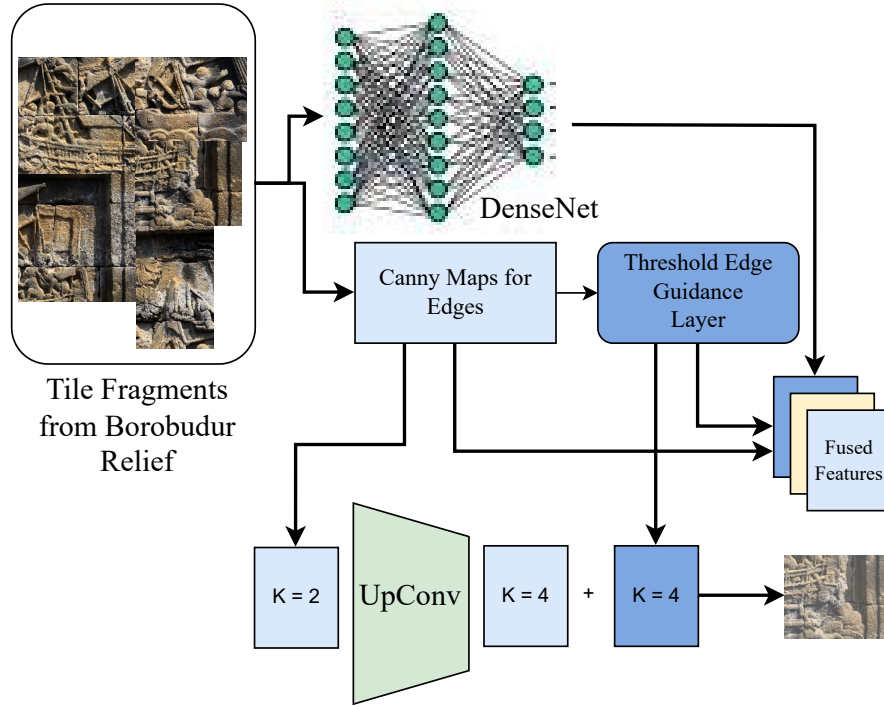 DenseNet
Canny Maps for
Edges
Threshold Edge
Guidance
Layer
Tile Fragments
from Borobudur
Relief
Fused
Features
K = 2
UpConv
K = 4
+
K = 4